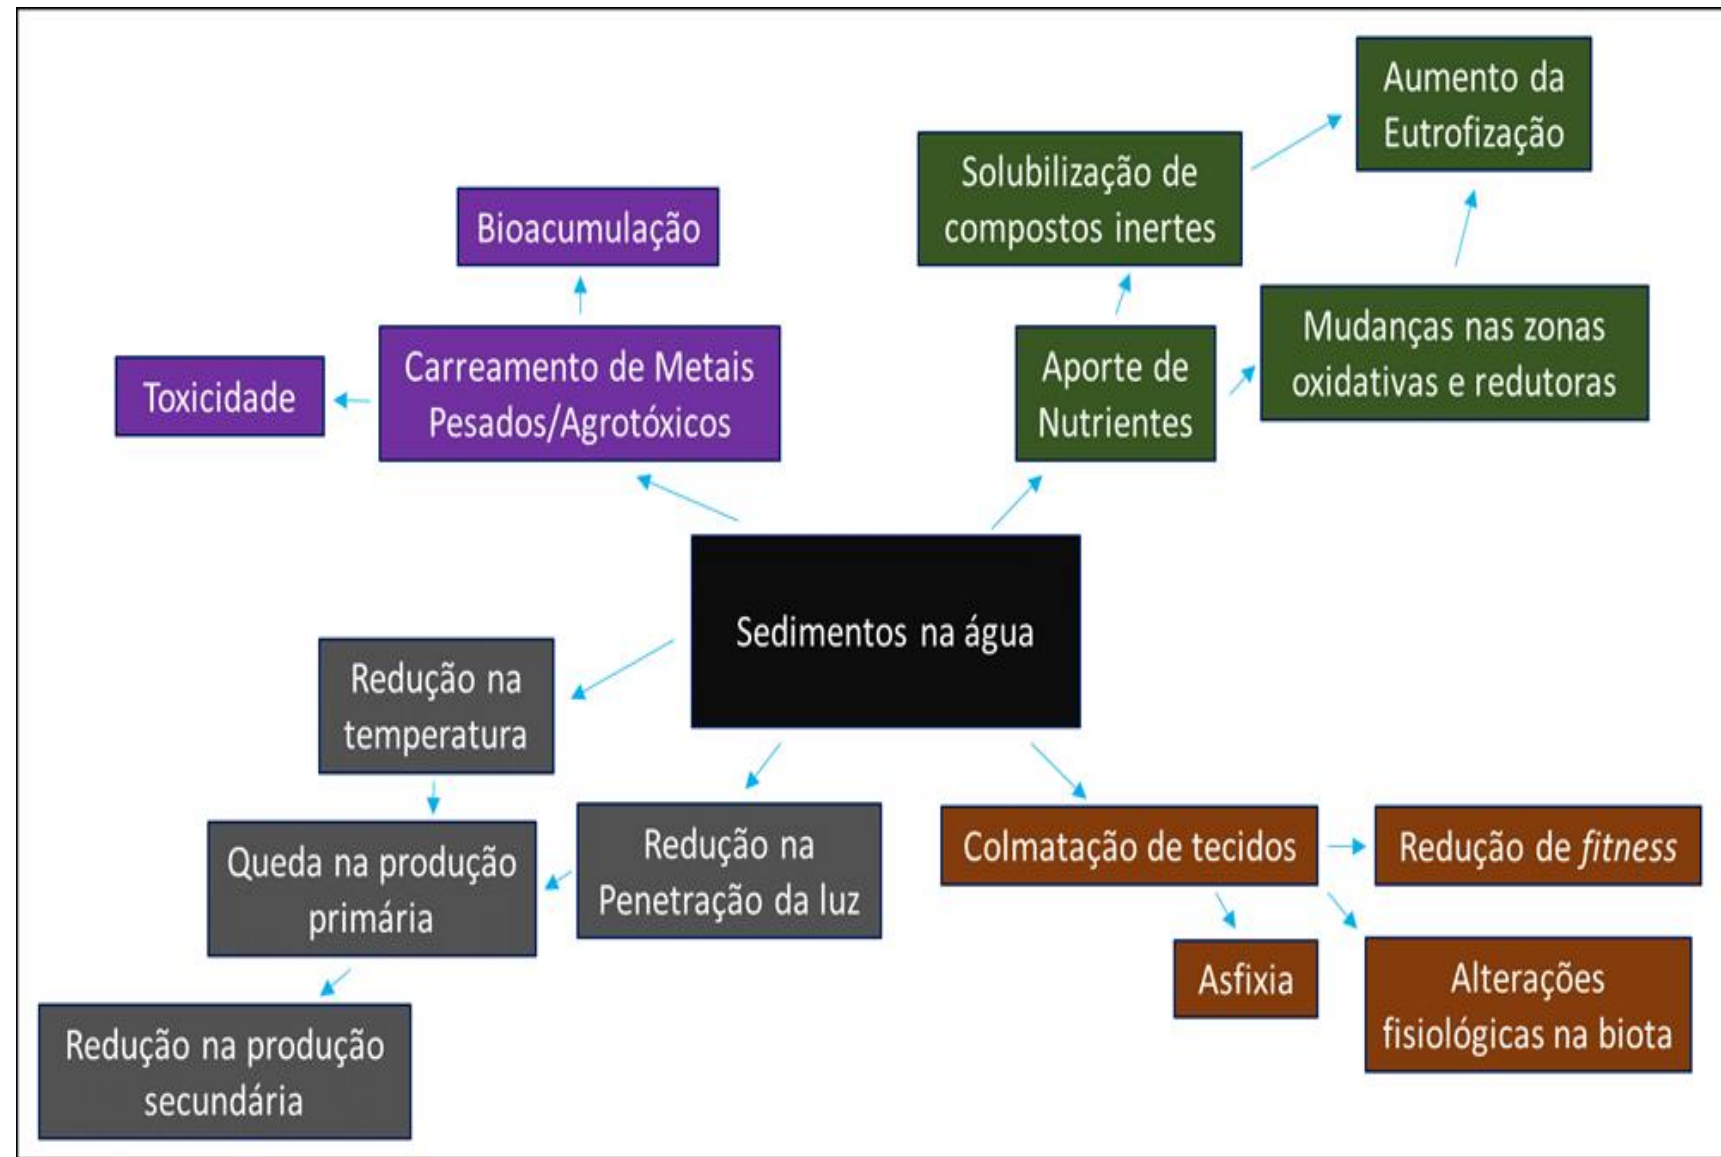 Aumento da
Eutrofização
Solubilização de
compostos inertes
Bioacumulação
Mudanças nas zonas
oxidativas e redutoras
Carreamento de Metais
Pesados/Agrotóxicos
Aporte de
Nutrientes
Toxicidade
Sedimentos na água
Redução na
temperatura
Queda na produção
primária
Redução na
Penetração da luz
Colmatação de tecidos
Redução de fitness
Asfixia
Alterações
fisiológicas na biota
Redução na produção
secundária